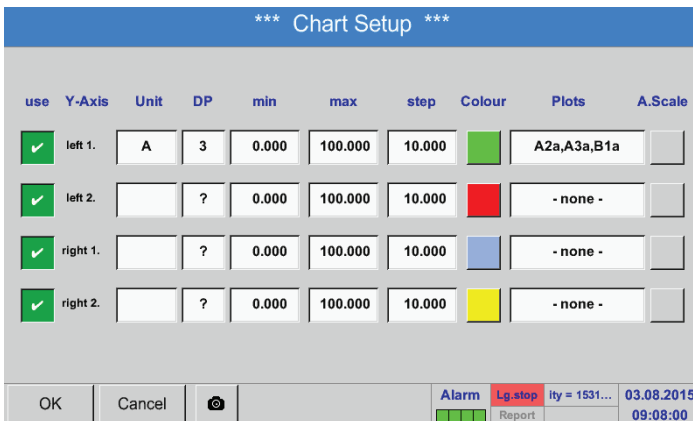 *** Chart Setup ***
use Y-Axis Unit DP min max step Colour Plots A.Scale
left 1. A 3 0.000 100.000 10.000 A2a,A3a,B1a
left 2. ? 0.000 100.000 10.000 - none -
right 1. ? 0.000 100.000 10.000 - none -
right 2. ? 0.000 100.000 10.000 - none -
OK Cancel Alarm Lg.stop ity = 1531... 03.08.2015
Report 09:08:00